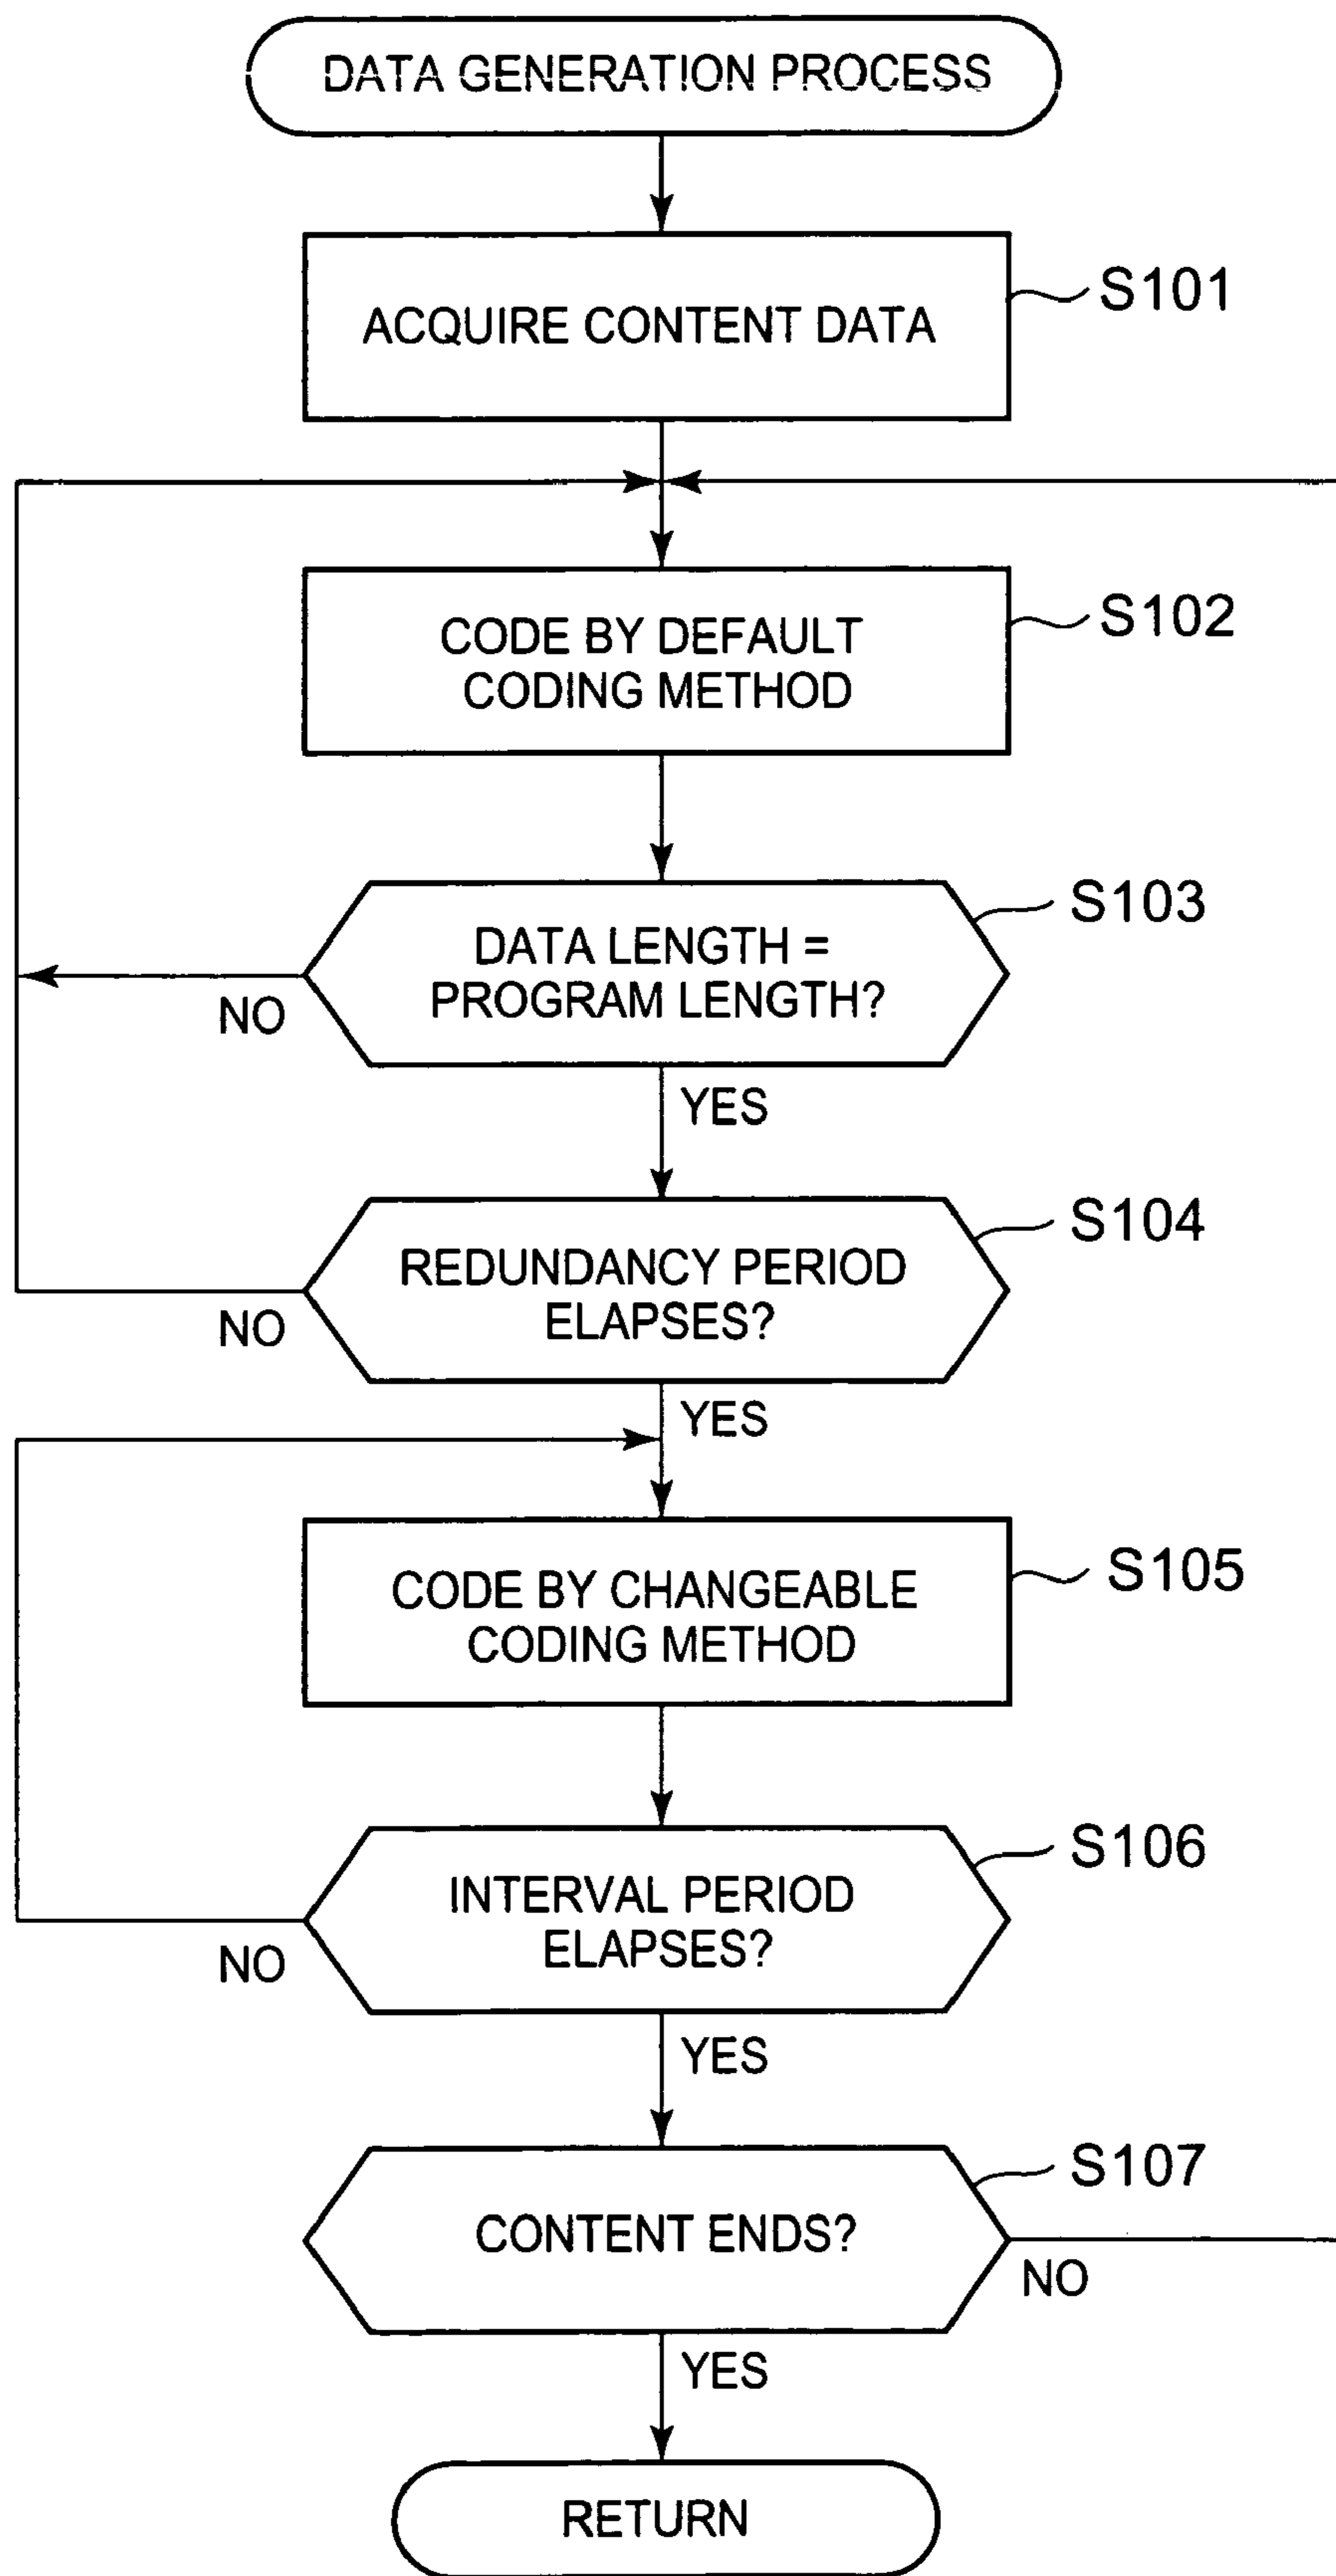 DATA GENERATION PROCESS
ACQUIRE CONTENT DATA
S101
CODE BY DEFAULT
CODING METHOD
S102
DATA LENGTH =
PROGRAM LENGTH?
S103
NO
YES
REDUNDANCY PERIOD
ELAPSES?
S104
NO
YES
CODE BY CHANGEABLE
CODING METHOD
S105
INTERVAL PERIOD
ELAPSES?
S106
NO
YES
CONTENT ENDS?
S107
NO
YES
RETURN